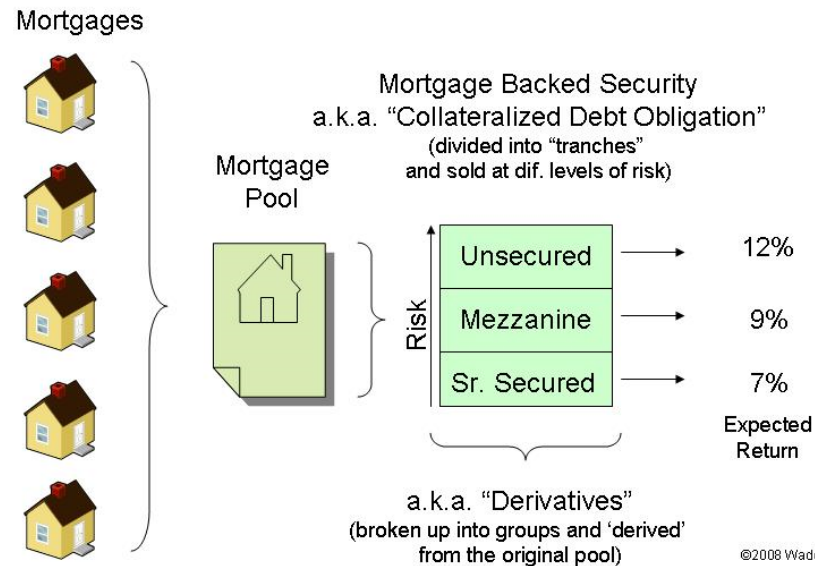 Mortgages
Mortgage Backed Security
a.k.a. “Collateralized Debt Obligation”
(divided into “tranches”
and sold at dif. levels of risk)
Mortgage
Pool
Risk
Unsecured
12%
Mezzanine
9%
Sr. Secured
7%
Expected
Return
a.k.a. “Derivatives”
(broken up into groups and ‘derived’
from the original pool)
©2008